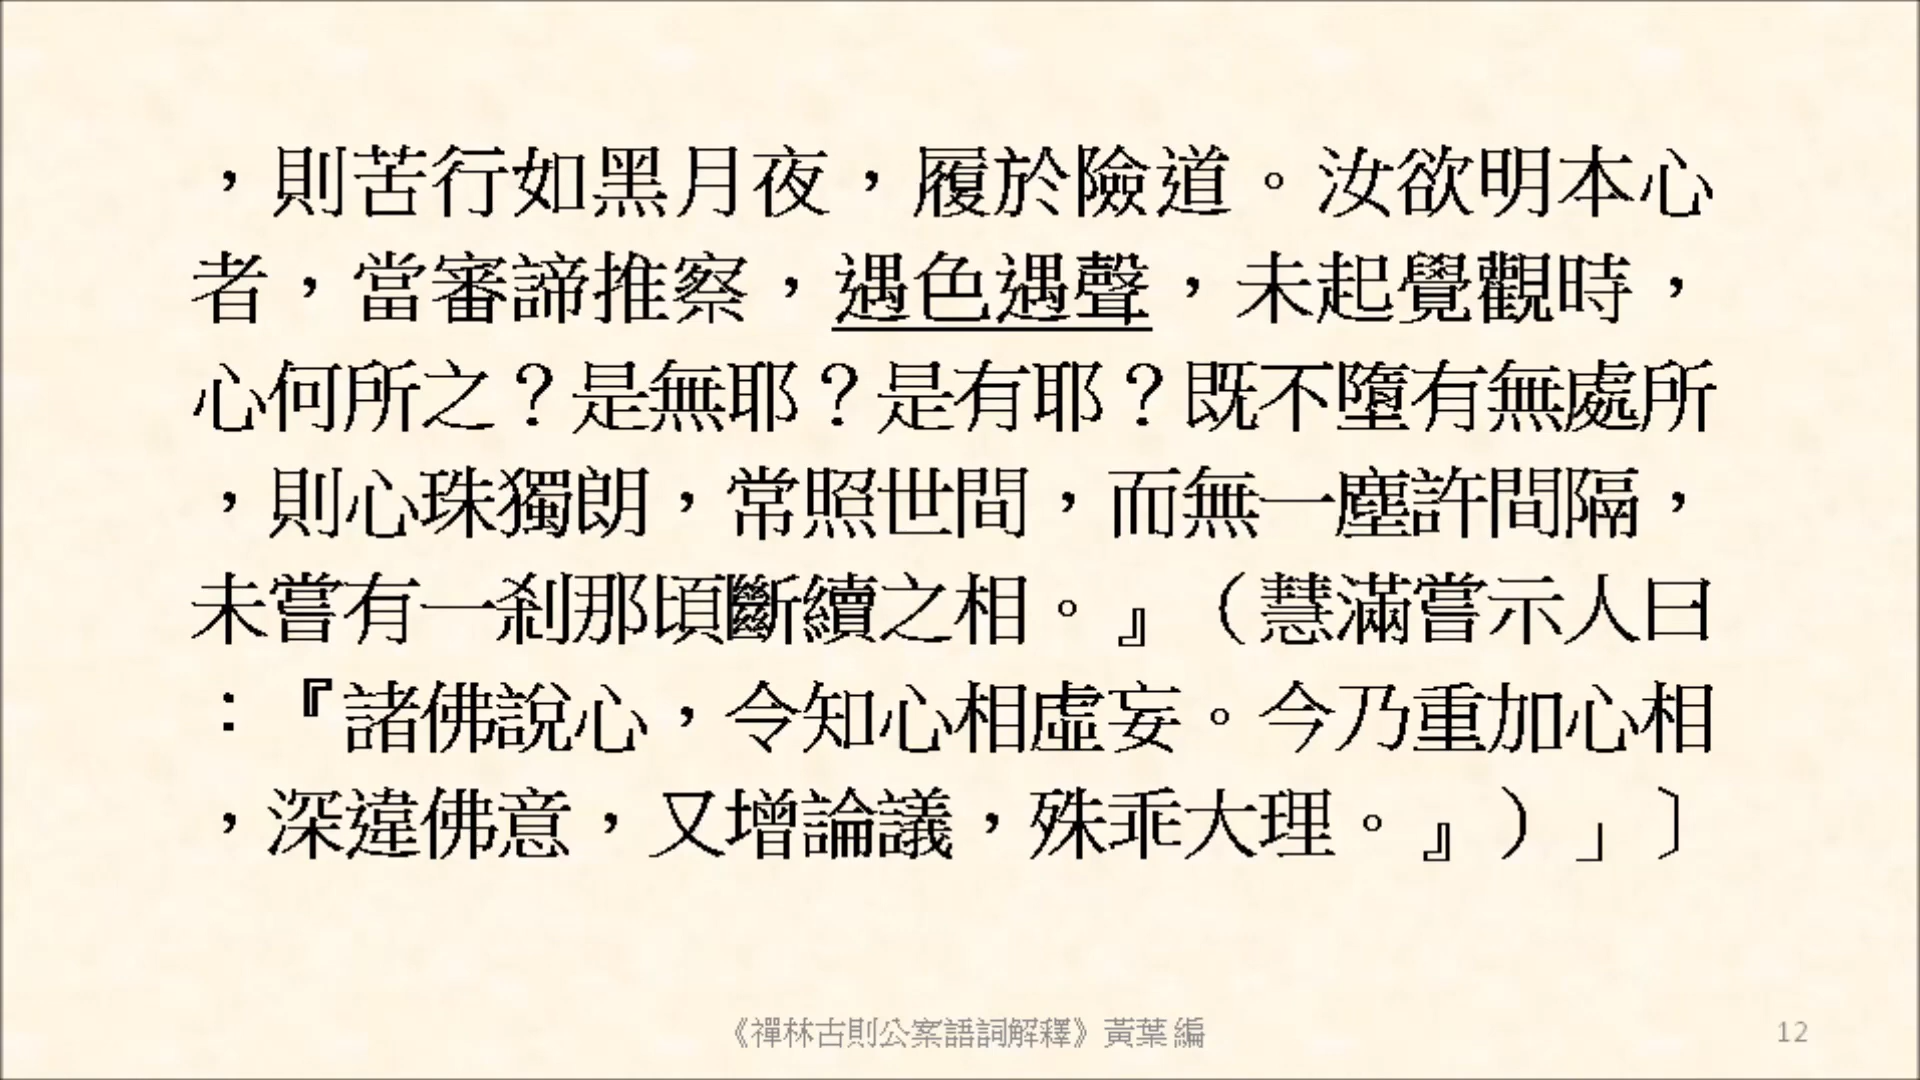 ，則苦行如黑月夜，履於險道。汝欲明本心
者，當審諦推察，遇色遇聲，未起覺觀時，
心何所之？是無耶？是有耶？既不墮有無處所
，則心珠獨朗，常照世間，而無一塵許間隔，
未嘗有一剎那頃斷續之相。』（慧滿嘗示人曰
：『諸佛說心，令知心相虛妄。今乃重加心相
，深違佛意，又增論議，殊乖大理。』）」〕
《禪林古則公案語詞解釋》黃葉 編
12